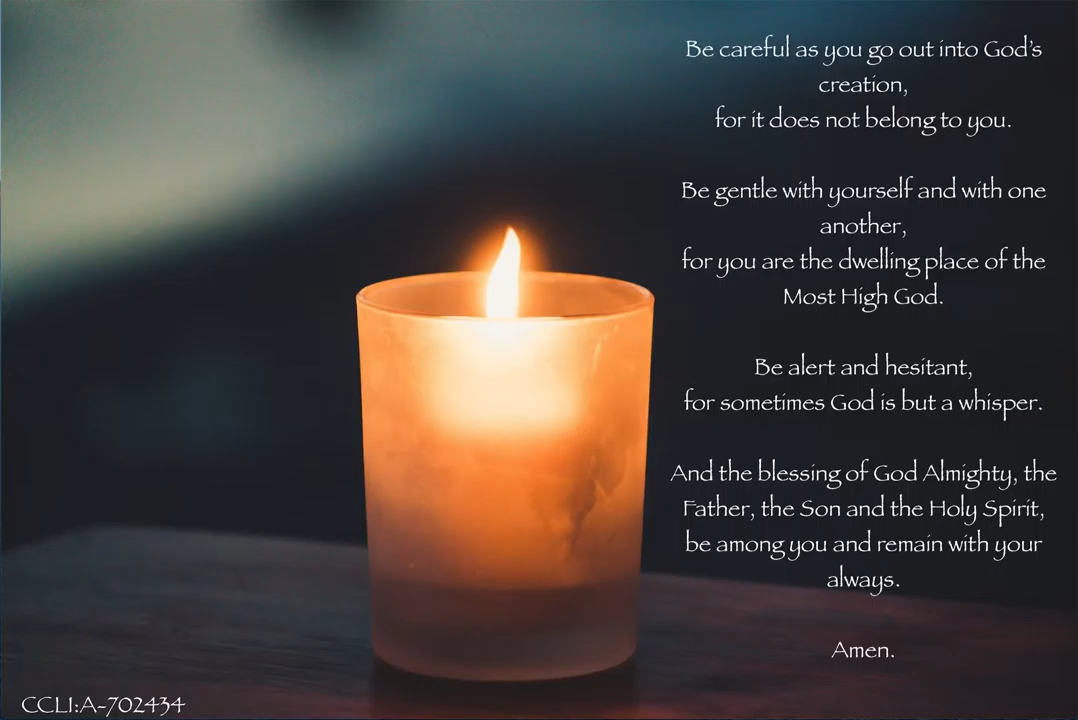 Be careful as you go out into God's
creation,
for it does not belong to you.
Be gentle with yourself and with one
another,
for you are the dwelling place of the
Most High God.
Be alert and hesitant,
for sometimes God is but a whisper.
And the blessing of God Almighty, the
Father, the Son and the Holy Spirit,
be among you and remain with your
always.
Amen.
CCLI:A-702434